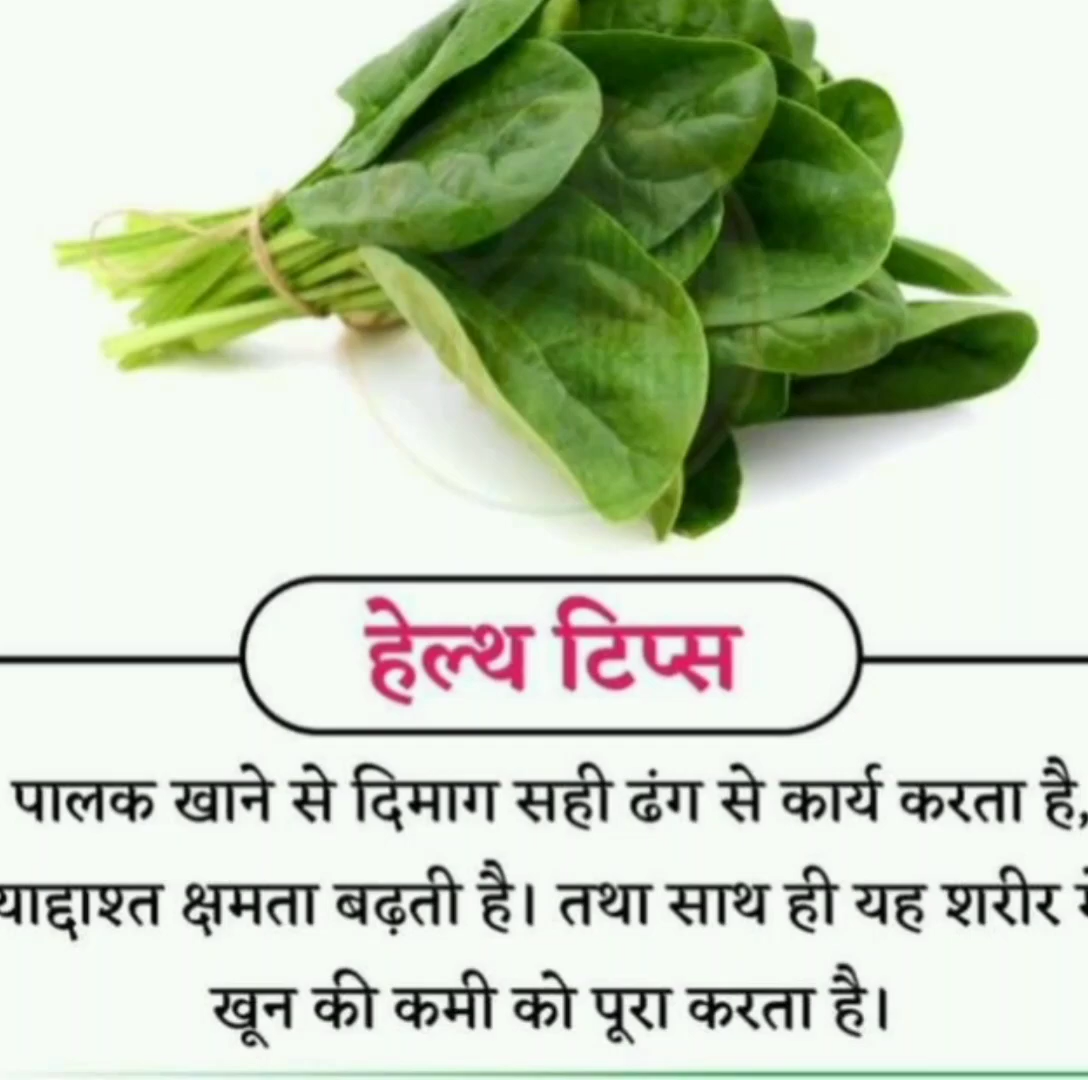 हेल्थ टिप्स
पालक खाने से दिमाग सही ढंग से कार्य करता है,
याद्दाश्त क्षमता बढ़ती है। तथा साथ ही यह शरीर में
खून की कमी को पूरा करता है।